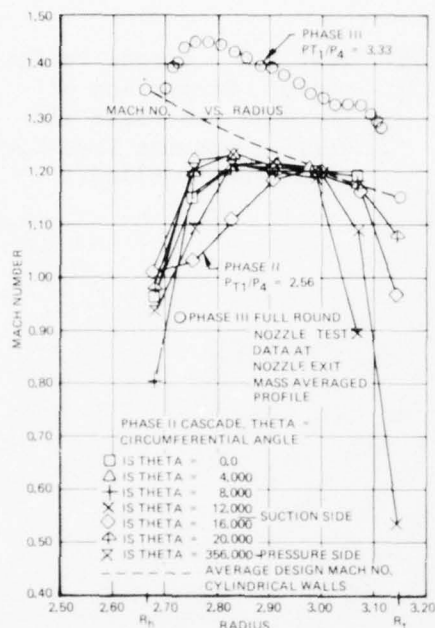 1.50
1.40
1.30
1.20
1.10
1.00
0.90
0.80
0.70
0.60
0.50
0.40
MACH NUMBER
PHASE III
PT1/P4 = 3.33
MACH NO. VS. RADIUS
PHASE II
PT1/P4 = 2.56
PHASE III FULL ROUND
NOZZLE TEST
DATA AT
NOZZLE EXIT
MASS AVERAGED
PROFILE
PHASE II CASCADE, THETA =
CIRCUMFERENTIAL ANGLE
IS THETA = 0.0
IS THETA = 4.000
IS THETA = 8.000
IS THETA = 12.000
IS THETA = 16.000 SUCTION SIDE
IS THETA = 20.000
IS THETA = 356.000 PRESSURE SIDE
AVERAGE DESIGN MACH NO.
CYLINDRICAL WALLS
2.50 2.60 2.70 2.80 2.90 3.00 3.10 3.20
Rh RADIUS